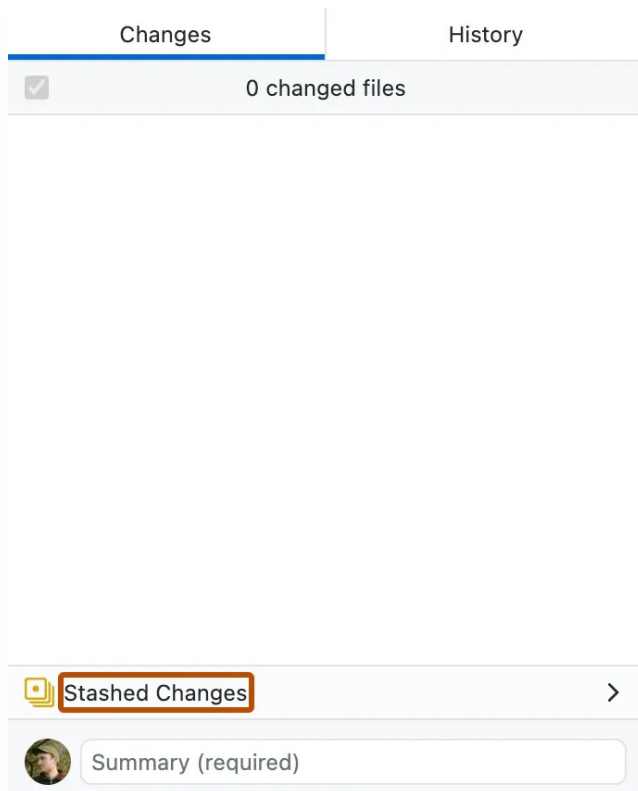 Changes
History
0 changed files
Stashed Changes
Summary (required)